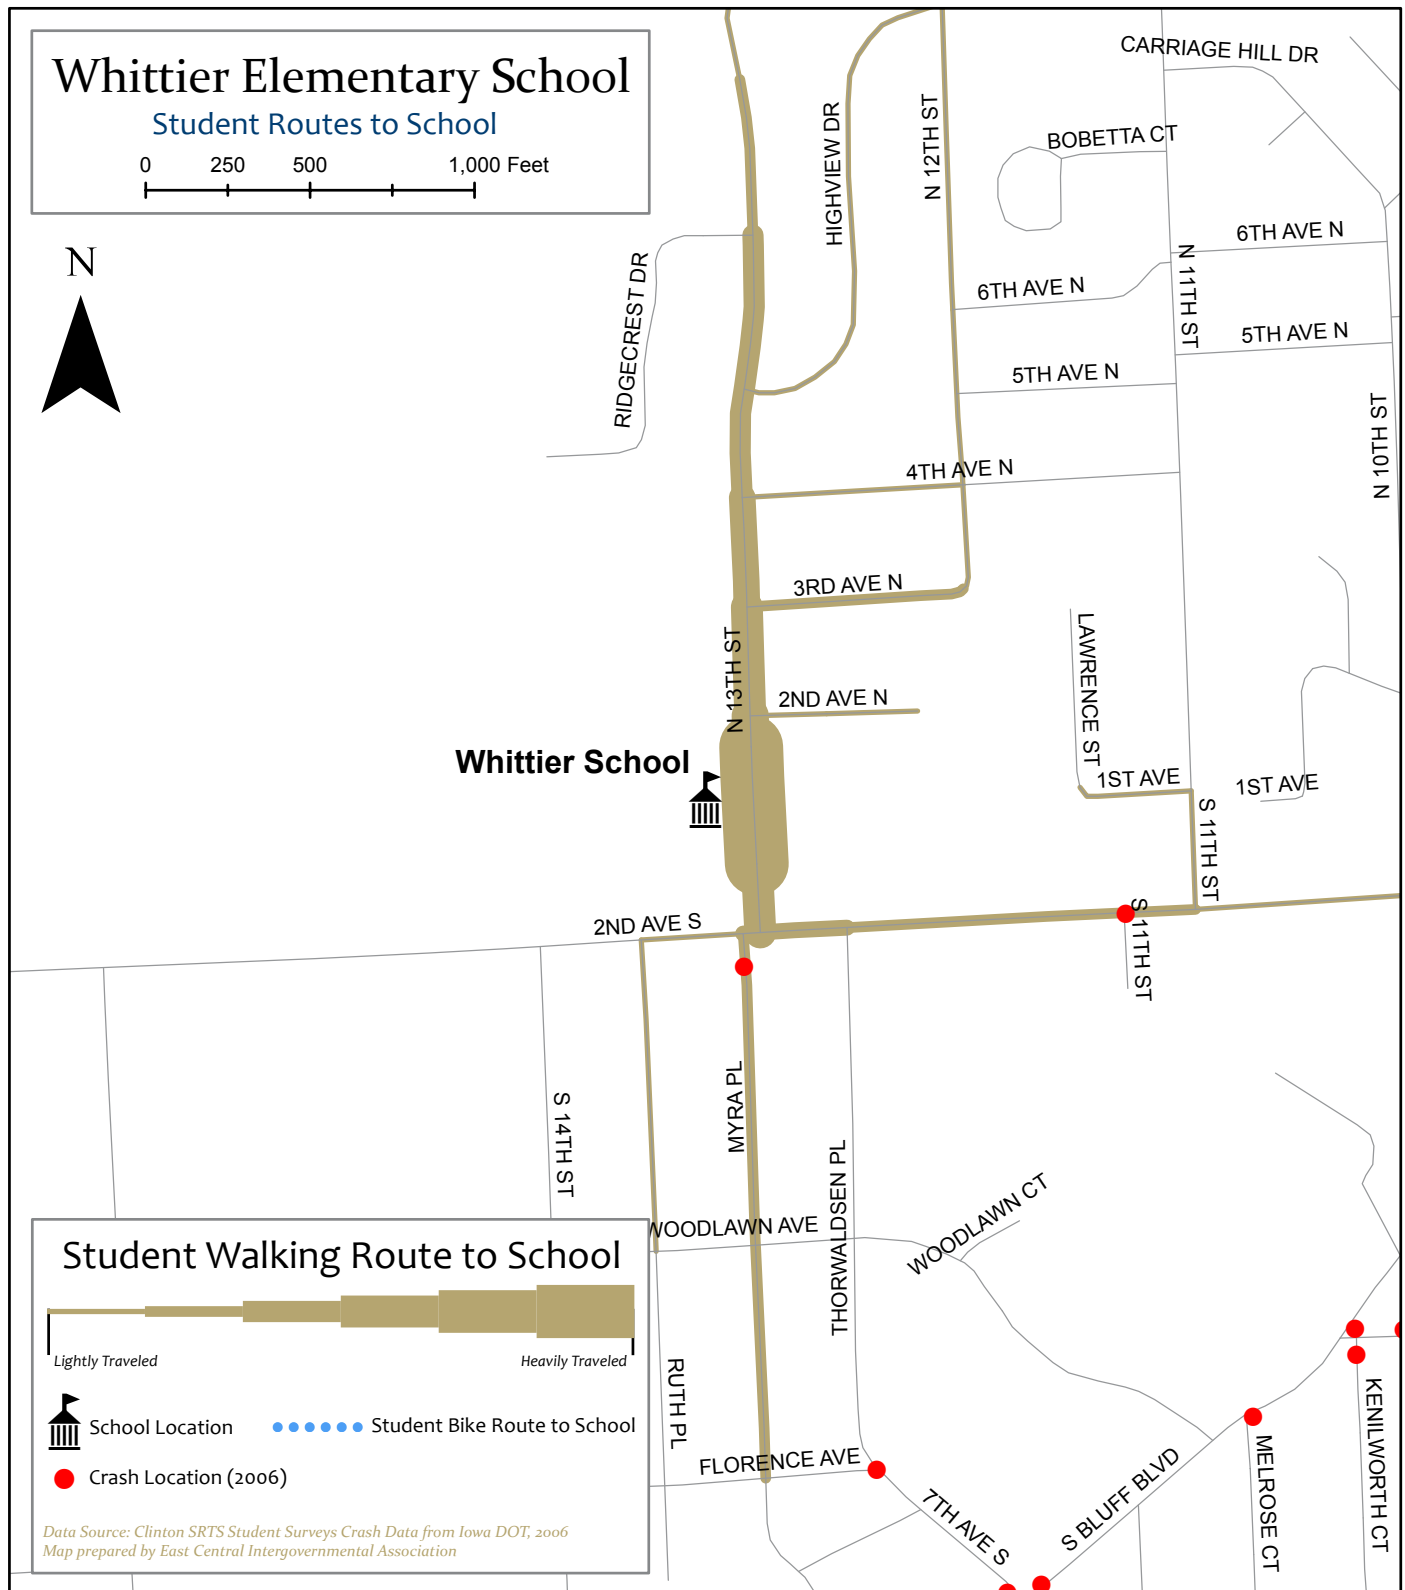 Whittier Elementary School
Student Routes to School
0 250 500 1,000 Feet
N
CARRIAGE HILL DR
BOBETTA CT
HIGHVIEW DR
N 12TH ST
6TH AVE N
N 11TH ST
6TH AVE N
5TH AVE N
RIDGECREST DR
5TH AVE N
N 10TH ST
4TH AVE N
3RD AVE N
N 13TH ST
LAWRENCE ST
2ND AVE N
Whittier School
1ST AVE
1ST AVE
S 11TH ST
2ND AVE S
S 11TH ST
S 14TH ST
MYRA PL
THORWALDSEN PL
WOODLAWN CT
WOODLAWN AVE
RUTH PL
FLORENCE AVE
7TH AVE S
S BLUFF BLVD
MELROSE CT
KENILWORTH CT
Student Walking Route to School
Lightly Traveled Heavily Traveled
School Location Student Bike Route to School
Crash Location (2006)
Data Source: Clinton SRTS Student Surveys Crash Data from Iowa DOT, 2006
Map prepared by East Central Intergovernmental Association